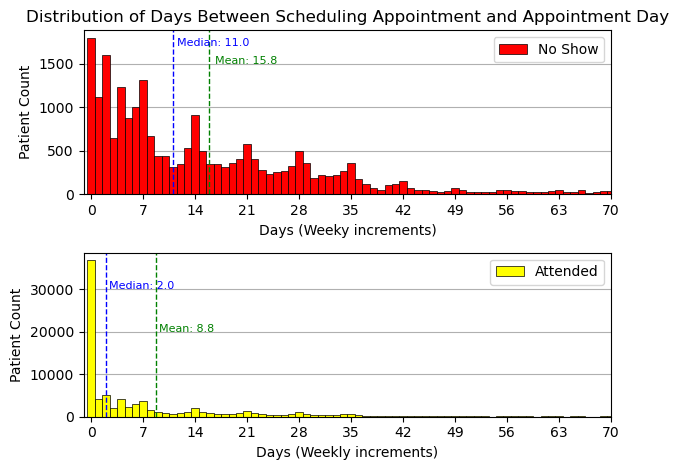 Distribution of Days Between Scheduling Appointment and Appointment Day
Patient Count
1500
1000
500
0
Median: 11.0
Mean: 15.8
No Show
0 7 14 21 28 35 42 49 56 63 70
Days (Weeky increments)
Patient Count
30000
20000
10000
0
Median: 2.0
Mean: 8.8
Attended
0 7 14 21 28 35 42 49 56 63 70
Days (Weekly increments)